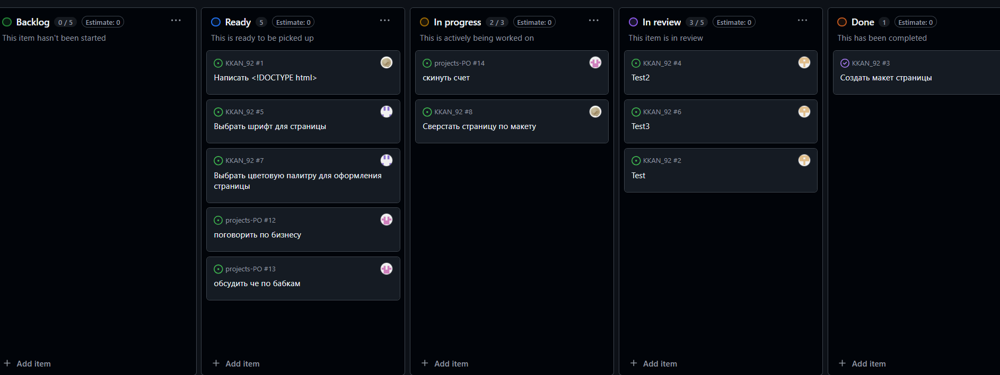 Backlog 0 / 5 Estimate: 0
This item hasn't been started
Add item
Ready 5 Estimate: 0
This is ready to be picked up
KKAN_92 #1
Написать <!DOCTYPE html>
KKAN_92 #5
Выбрать шрифт для страницы
KKAN_92 #7
Выбрать цветовую палитру для оформления
страницы
projects-PO #12
поговорить по бизнесу
projects-PO #13
обсудить че по бабкам
Add item
In progress 2 / 3 Estimate: 0
This is actively being worked on
projects-PO #14
скинуть счет
KKAN_92 #8
Сверстать страницу по макету
Add item
In review 3 / 5 Estimate: 0
This item is in review
KKAN_92 #4
Test2
KKAN_92 #6
Test3
KKAN_92 #2
Test
Add item
Done 1 Estimate: 0
This has been completed
KKAN_92 #3
Создать макет страницы
Add item